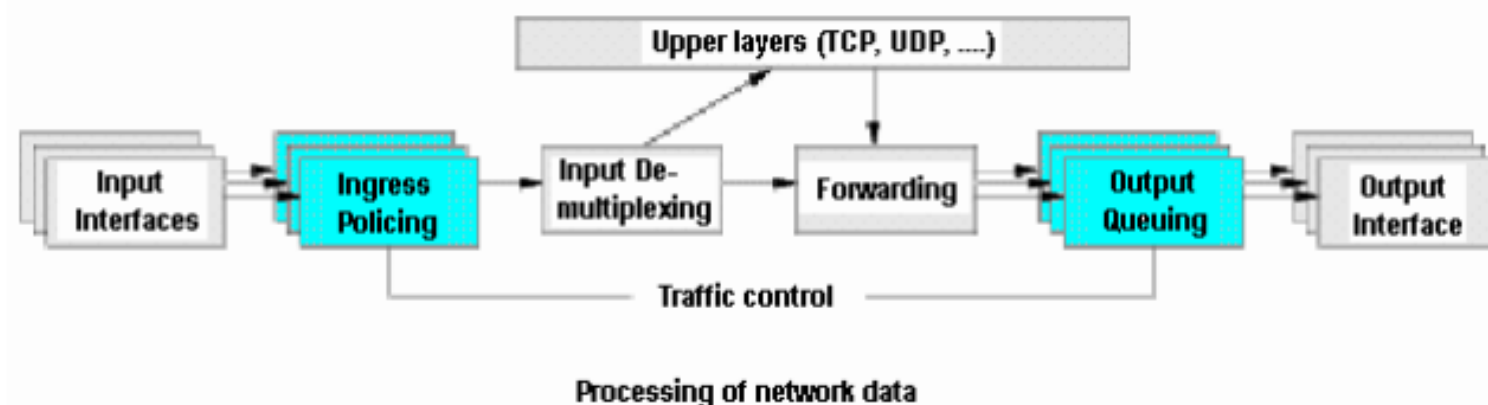 Upper layers (TCP, UDP, ....)
Input
Interfaces
Ingress
Policing
Input De-
multiplexing
Forwarding
Output
Queuing
Output
Interface
Traffic control
Processing of network data